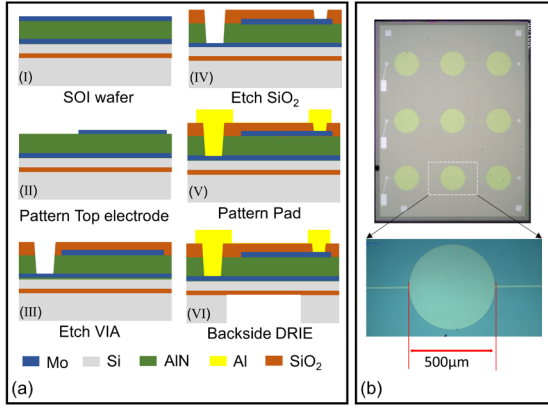 (I)
SOI wafer
(II)
Pattern Top electrode
(III)
Etch VIA
(IV)
Etch SiO2
(V)
Pattern Pad
(VI)
Backside DRIE
Mo Si AlN Al SiO2
(a)
500μm
(b)